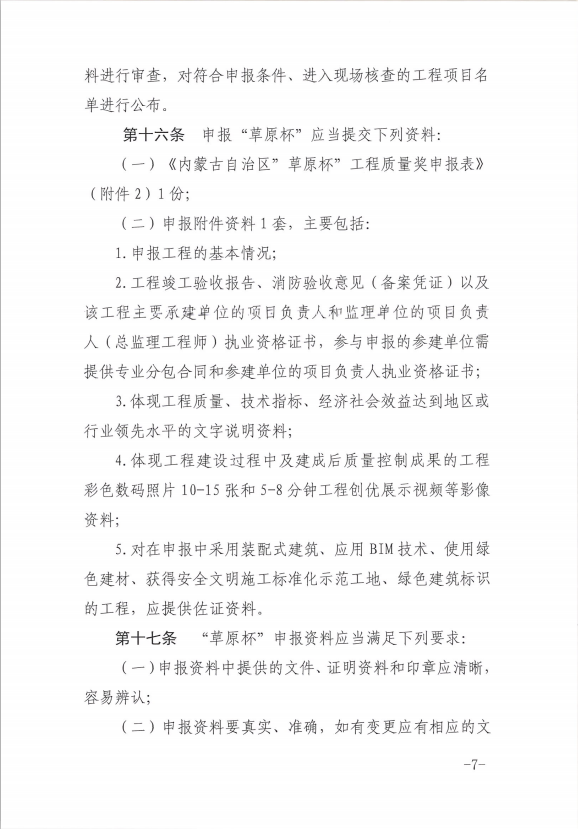 料进行审查，对符合申报条件、进入现场核查的工程项目名
单进行公布。
第十六条 申报“草原杯”应当提交下列资料：
（一）《内蒙古自治区”草原杯”工程质量奖申报表》
（附件2）1份；
（二）申报附件资料1套，主要包括：
1.申报工程的基本情况；
2.工程竣工验收报告、消防验收意见（备案凭证）以及
该工程主要承建单位的项目负责人和监理单位的项目负责
人（总监理工程师）执业资格证书，参与申报的参建单位需
提供专业分包合同和参建单位的项目负责人执业资格证书；
3.体现工程质量、技术指标、经济社会效益达到地区或
行业领先水平的文字说明资料；
4.体现工程建设过程中及建成后质量控制成果的工程
彩色数码照片10-15张和5-8分钟工程创优展示视频等影像
资料；
5.对在申报中采用装配式建筑、应用BIM技术、使用绿
色建材、获得安全文明施工标准化示范工地、绿色建筑标识
的工程，应提供佐证资料。
第十七条 “草原杯”申报资料应当满足下列要求：
（一）申报资料中提供的文件、证明资料和印章应清晰，
容易辨认；
（二）申报资料要真实、准确，如有变更应有相应的文
-7-